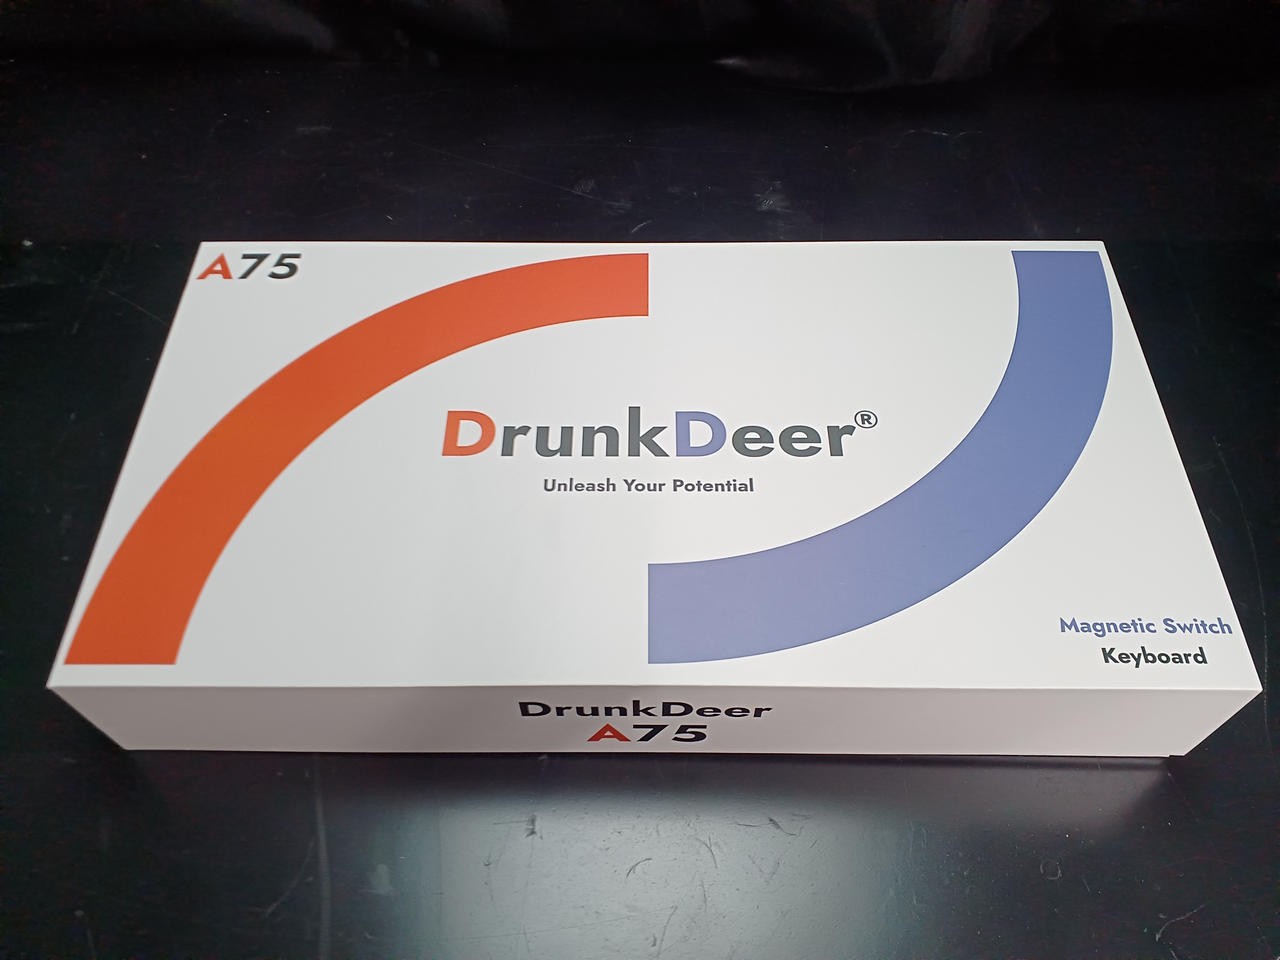 A75
DrunkDeer®
Unleash Your Potential
Magnetic Switch
Keyboard
DrunkDeer
A75